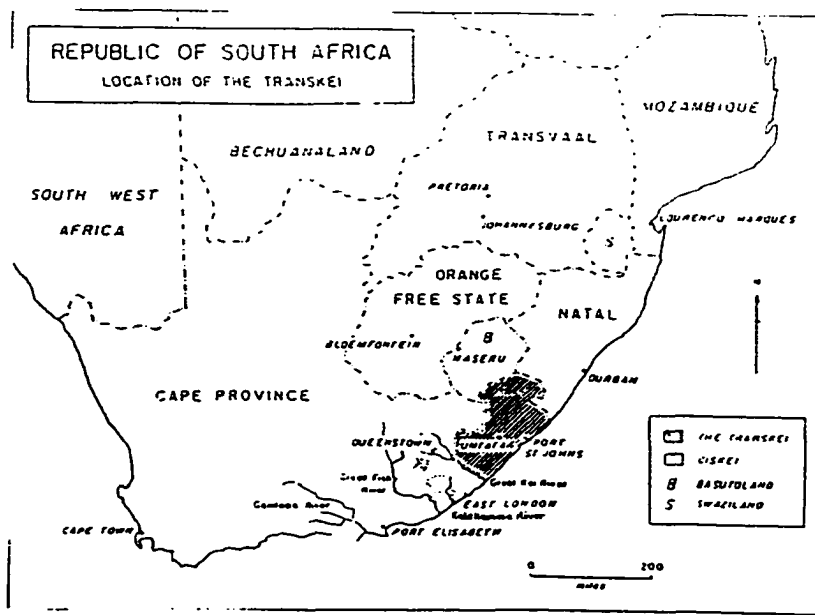 REPUBLIC OF SOUTH AFRICA
LOCATION OF THE TRANSKEI
MOZAMBIQUE
TRANSVAAL
BECHUANALAND
PRETORIA
SOUTH WEST
AFRICA
JOHANNESBURG
LOURENCO MARQUES
S
ORANGE
FREE STATE
NATAL
BLOEMFONTEIN
B
MASERU
DURBAN
CAPE PROVINCE
QUEENSTOWN
UMTATA
PORT
ST JOHNS
Great Fish
River
Great Kei River
EAST LONDON
Keiskamma River
Gamtoos River
CAPE TOWN
PORT ELISABETH
THE TRANSKEI
CISKEI
B BASUTOLAND
S SWAZILAND
0 200
MILES